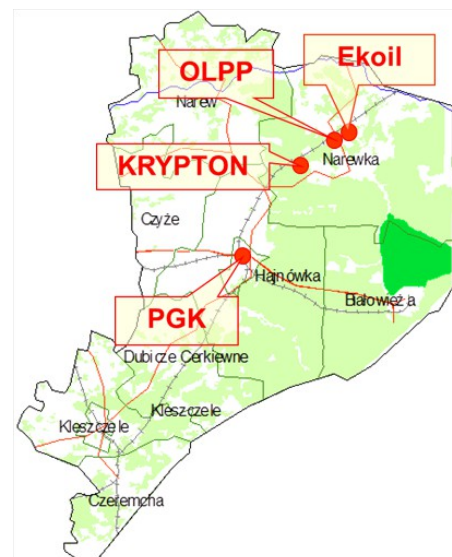 Ekoil
OLPP
Narew
KRYPTON
Narewka
Czyże
Hajnówka
Białowieża
PGK
Dubicze Cerkiewne
Kleszczele
Kleszczele
Czeremcha